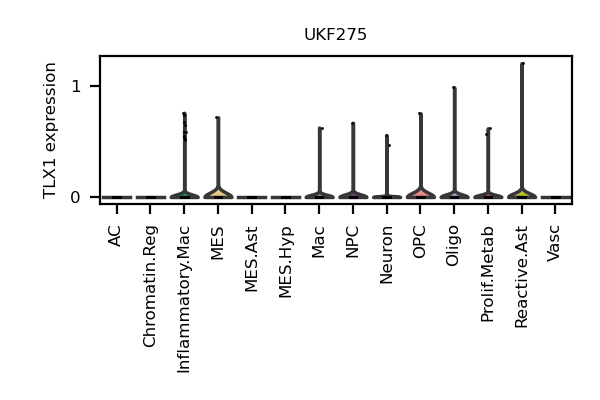 UKF275
TLX1 expression
1
0
AC
Chromatin.Reg
Inflammatory.Mac
MES
MES.Ast
MES.Hyp
Mac
NPC
Neuron
OPC
Oligo
Prolif.Metab
Reactive.Ast
Vasc